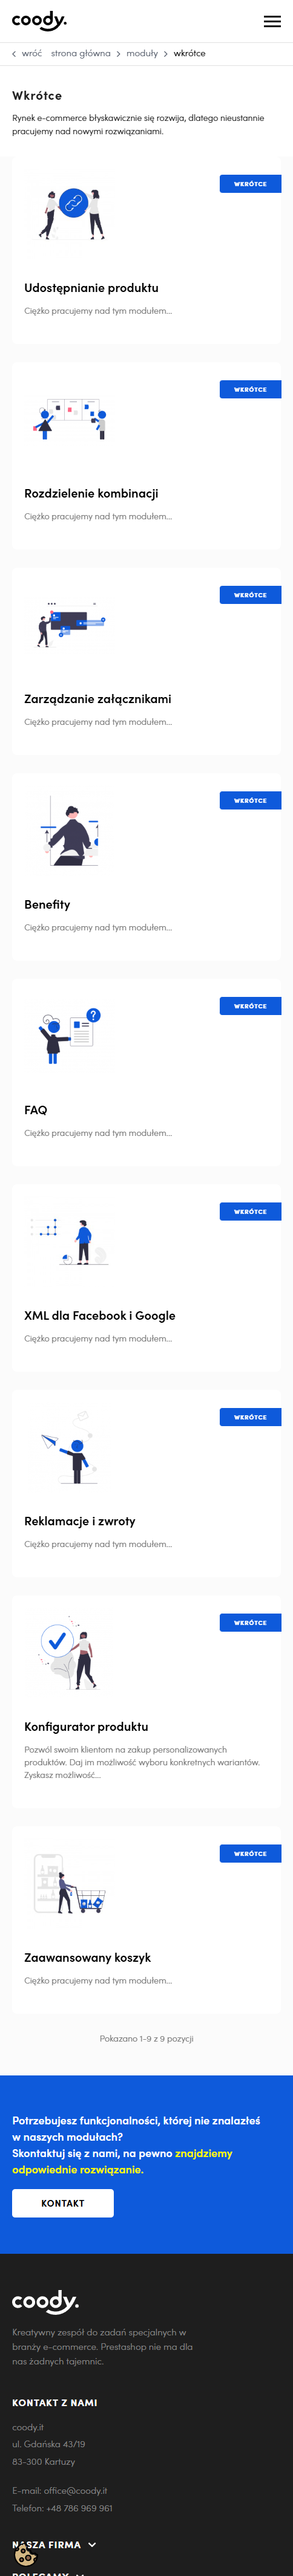 coody.
wróć strona główna moduły wkrótce
Wkrótce
Rynek e-commerce błyskawicznie się rozwija, dlatego nieustannie
pracujemy nad nowymi rozwiązaniami.
WKRÓTCE
Udostępnianie produktu
Ciężko pracujemy nad tym modułem...
WKRÓTCE
Rozdzielenie kombinacji
Ciężko pracujemy nad tym modułem...
WKRÓTCE
Zarządzanie załącznikami
Ciężko pracujemy nad tym modułem...
WKRÓTCE
Benefity
Ciężko pracujemy nad tym modułem...
WKRÓTCE
?
FAQ
Ciężko pracujemy nad tym modułem...
WKRÓTCE
XML dla Facebook i Google
Ciężko pracujemy nad tym modułem...
WKRÓTCE
Reklamacje i zwroty
Ciężko pracujemy nad tym modułem...
WKRÓTCE
Konfigurator produktu
Pozwól swoim klientom na zakup personalizowanych
produktów. Daj im możliwość wyboru konkretnych wariantów.
Zyskasz możliwość...
WKRÓTCE
Zaawansowany koszyk
Ciężko pracujemy nad tym modułem...
Pokazano 1-9 z 9 pozycji
Potrzebujesz funkcjonalności, której nie znalazłeś
w naszych modułach?
Skontaktuj się z nami, na pewno znajdziemy
odpowiednie rozwiązanie.
KONTAKT
coody.
Kreatywny zespół do zadań specjalnych w
branży e-commerce. Prestashop nie ma dla
nas żadnych tajemnic.
KONTAKT Z NAMI
coody.it
ul. Gdańska 43/19
83-300 Kartuzy
E-mail: office@coody.it
Telefon: +48 786 969 961
NASZA FIRMA
POLECAMY